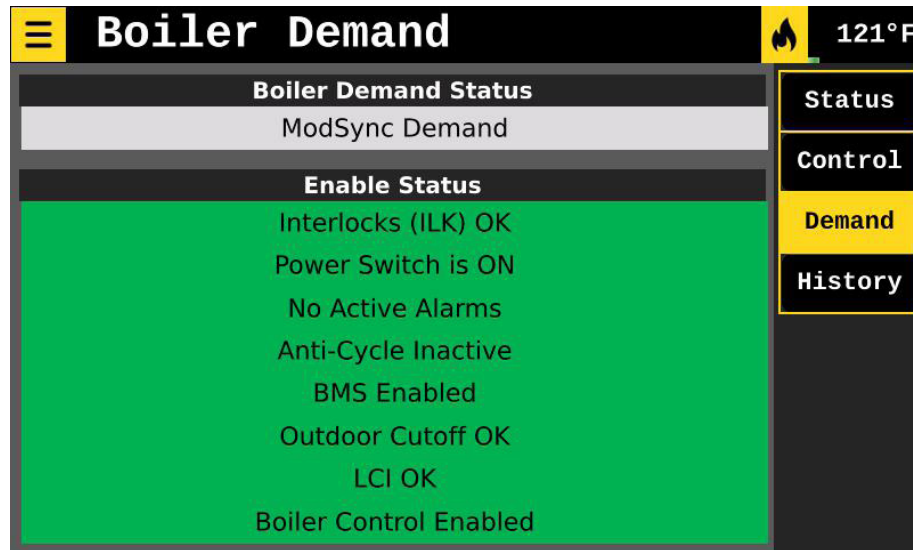 Boiler Demand
121°F
Boiler Demand Status
ModSync Demand
Enable Status
Interlocks (ILK) OK
Power Switch is ON
No Active Alarms
Anti-Cycle Inactive
BMS Enabled
Outdoor Cutoff OK
LCI OK
Boiler Control Enabled
Status
Control
Demand
History